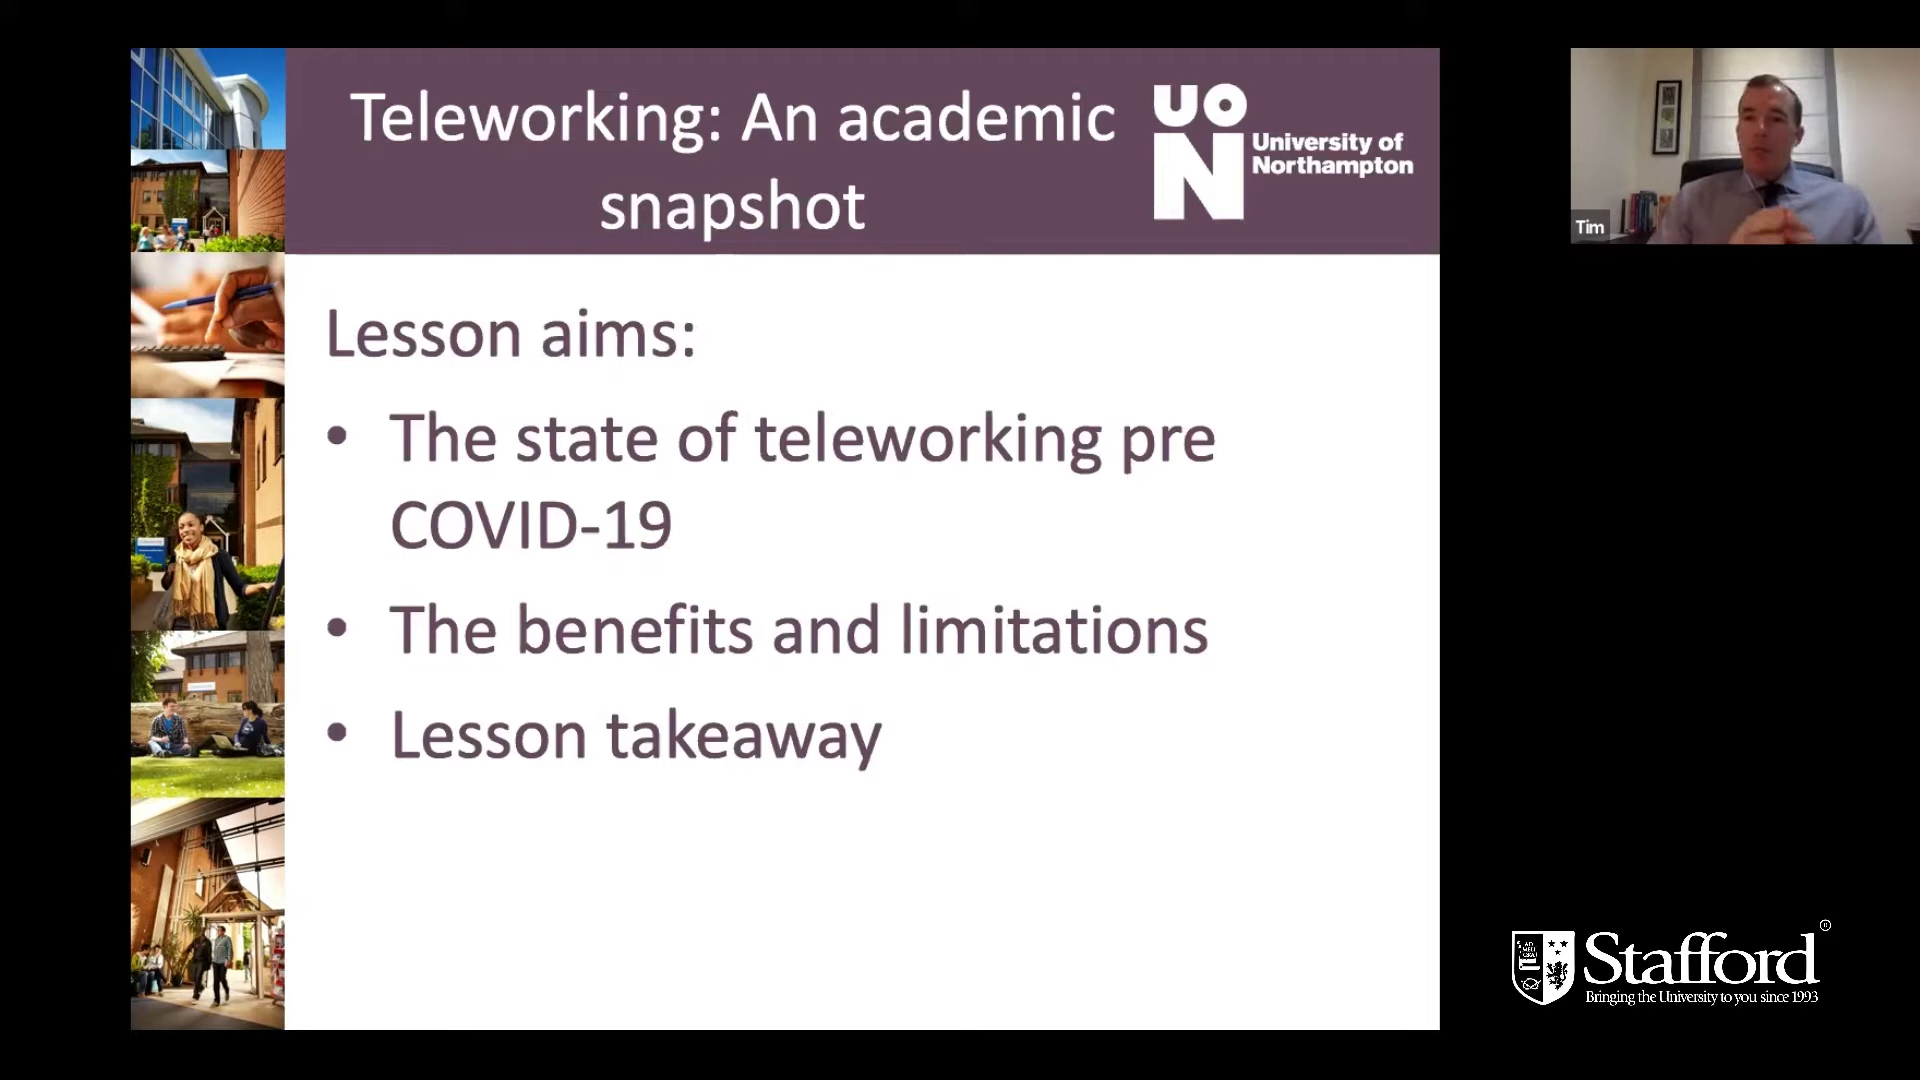 Teleworking: An academic
snapshot
UON
University of
Northampton
Tim
Lesson aims:
• The state of teleworking pre
COVID-19
• The benefits and limitations
• Lesson takeaway
Stafford®
Bringing the University to you since 1993